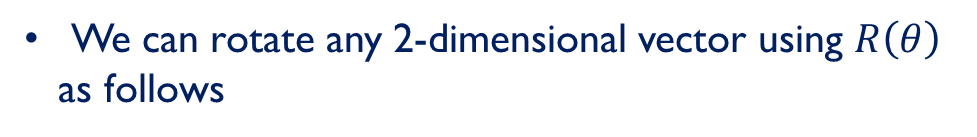 • We can rotate any 2-dimensional vector using 𝑅(𝜃)
as follows